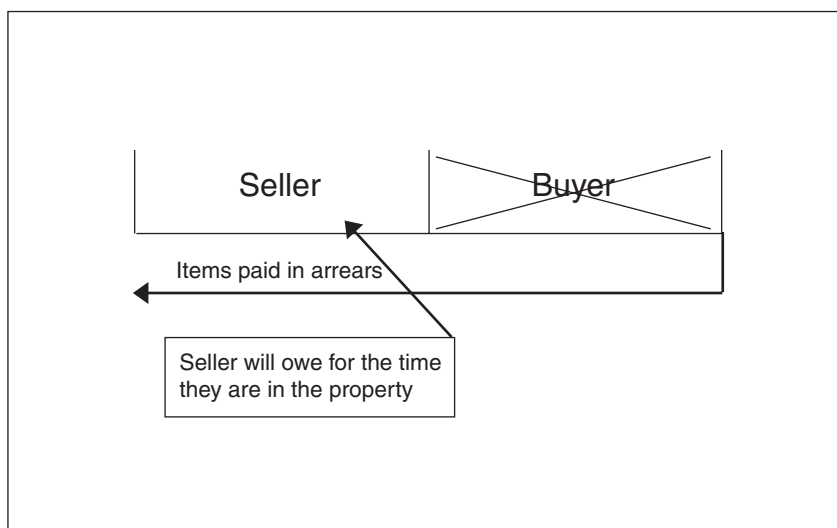 Seller
Buyer
Items paid in arrears
Seller will owe for the time
they are in the property